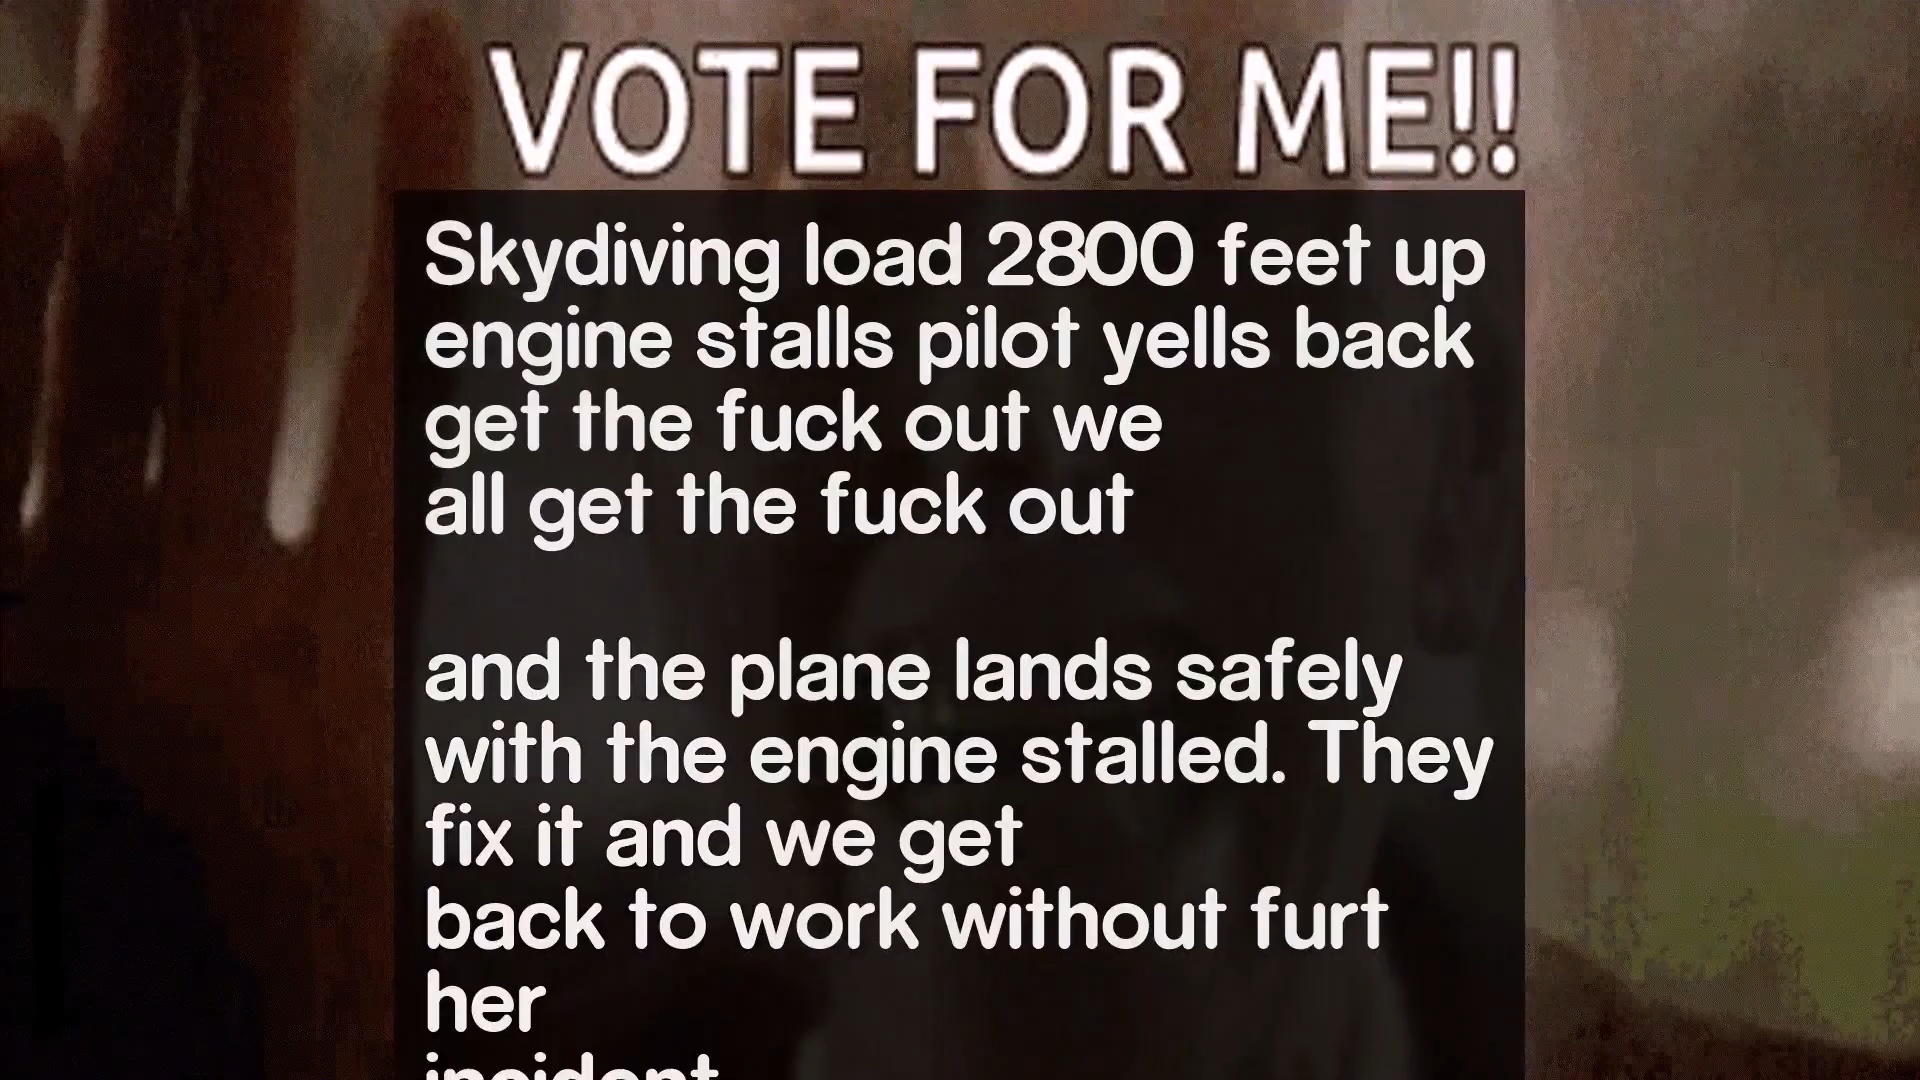 VOTE FOR ME!!
Skydiving load 2800 feet up
engine stalls pilot yells back
get the fuck out we
all get the fuck out
and the plane lands safely
with the engine stalled. They
fix it and we get
back to work without furt
her
incident